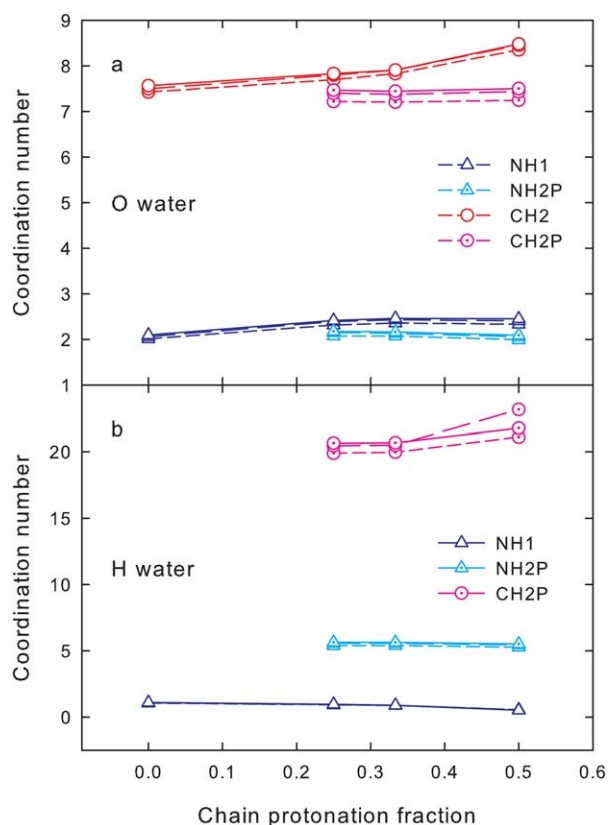 9
a
8
7
6
5
4
3
2
1
Coordination number
O water
NH1
NH2P
CH2
CH2P
b
20
15
10
5
0
Coordination number
H water
NH1
NH2P
CH2P
0.0 0.1 0.2 0.3 0.4 0.5 0.6
Chain protonation fraction